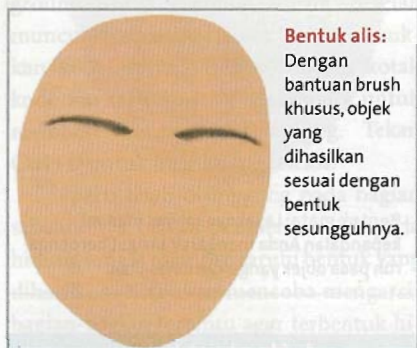 Bentuk alis:
Dengan
bantuan brush
khusus, objek
yang
dihasilkan
sesuai dengan
bentuk
sesungguhnya.